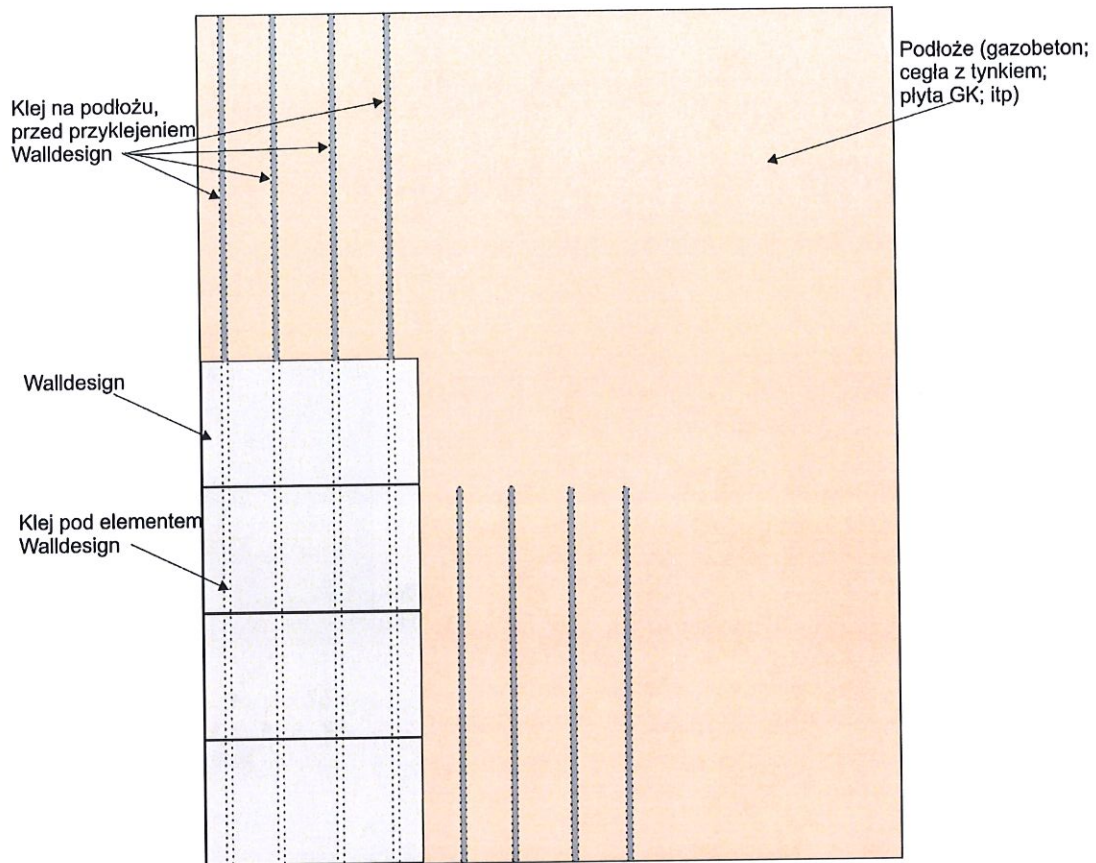 Klej na podłożu,
przed przyklejeniem
Walldesign
Podłoże (gazobeton;
cegła z tynkiem;
płyta GK; itp)
Walldesign
Klej pod elementem
Walldesign